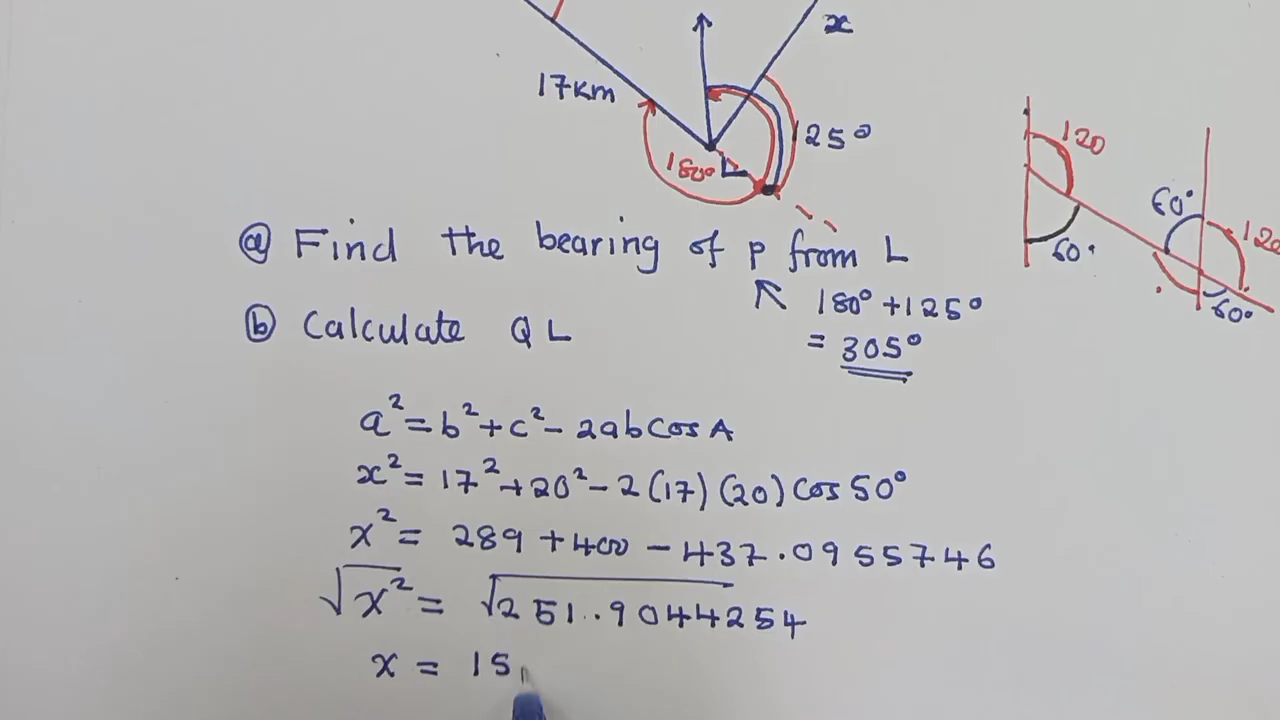 x
17km
125°
180° L
120
60°
60°
120
60°
ⓐ Find the bearing of P from L
180° + 125°
= 305°
ⓑ Calculate QL
a² = b² + c² - 2ab cos A
x² = 17² + 20² - 2(17)(20) cos 50°
x² = 289 + 400 - 437.0955746
√x² = √251..9044254
x = 15